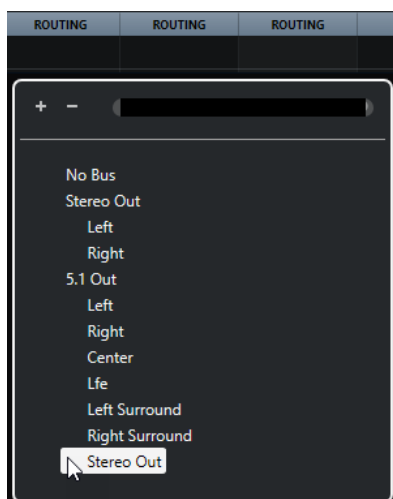 ROUTING ROUTING ROUTING
+ −
No Bus
Stereo Out
Left
Right
5.1 Out
Left
Right
Center
Lfe
Left Surround
Right Surround
Stereo Out